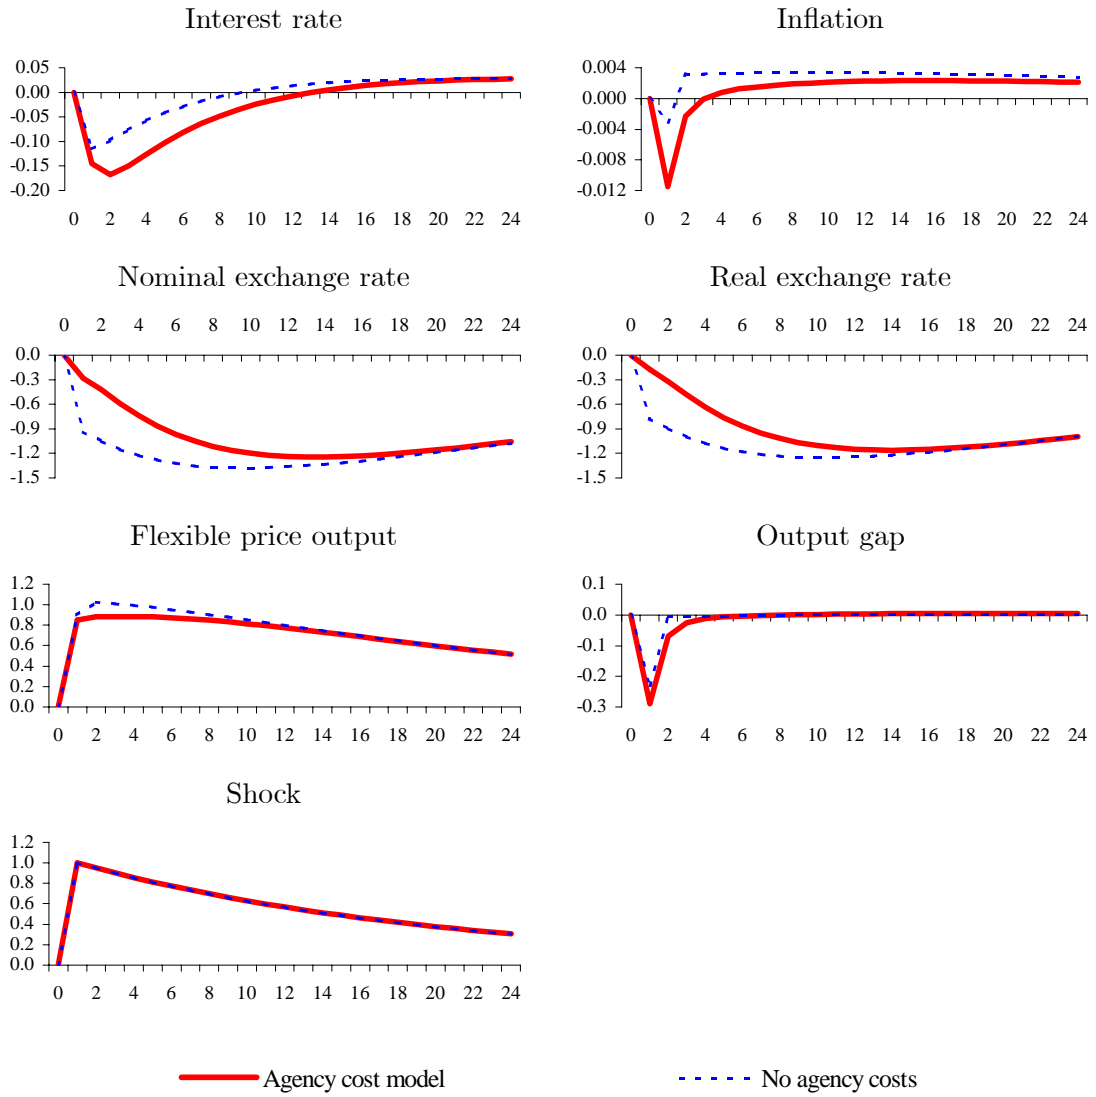 Interest rate
0.05
0.00
-0.05
-0.10
-0.15
-0.20
0 2 4 6 8 10 12 14 16 18 20 22 24
Inflation
0.004
0.000
-0.004
-0.008
-0.012
0 2 4 6 8 10 12 14 16 18 20 22 24
Nominal exchange rate
0 2 4 6 8 10 12 14 16 18 20 22 24
0.0
-0.3
-0.6
-0.9
-1.2
-1.5
Real exchange rate
0 2 4 6 8 10 12 14 16 18 20 22 24
0.0
-0.3
-0.6
-0.9
-1.2
-1.5
Flexible price output
1.2
1.0
0.8
0.6
0.4
0.2
0.0
0 2 4 6 8 10 12 14 16 18 20 22 24
Output gap
0.1
0.0
-0.1
-0.2
-0.3
0 2 4 6 8 10 12 14 16 18 20 22 24
Shock
1.2
1.0
0.8
0.6
0.4
0.2
0.0
0 2 4 6 8 10 12 14 16 18 20 22 24
Agency cost model
No agency costs